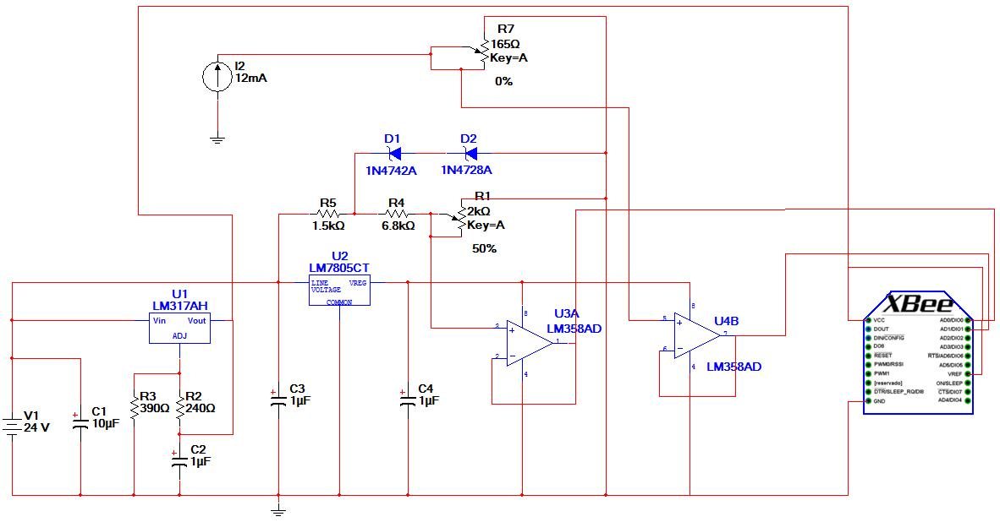 R7
165Ω
Key=A
0%
I2
12mA
D1
1N4742A
D2
1N4728A
R5
1.5kΩ
R4
6.8kΩ
R1
2kΩ
Key=A
50%
U2
LM7805CT
LINE VREG
VOLTAGE
COMMON
U1
LM317AH
Vin Vout
ADJ
U3A
LM358AD
3
2
8
1
4
U4B
LM358AD
5
6
8
7
4
XBee
VCC AD0/DIO0
DOUT AD1/DIO1
DIN/CONFIG AD2/DIO2
DO8 AD3/DIO3
RESET RTS/AD6/DIO6
PWM0/RSSI AD5/DIO5
PWM1 VREF
[reservado] ON/SLEEP
DTR/SLEEP_RQ/DI8 CTS/DIO7
GND AD4/DIO4
V1
24 V
C1
10µF
R3
390Ω
R2
240Ω
C2
1µF
C3
1µF
C4
1µF